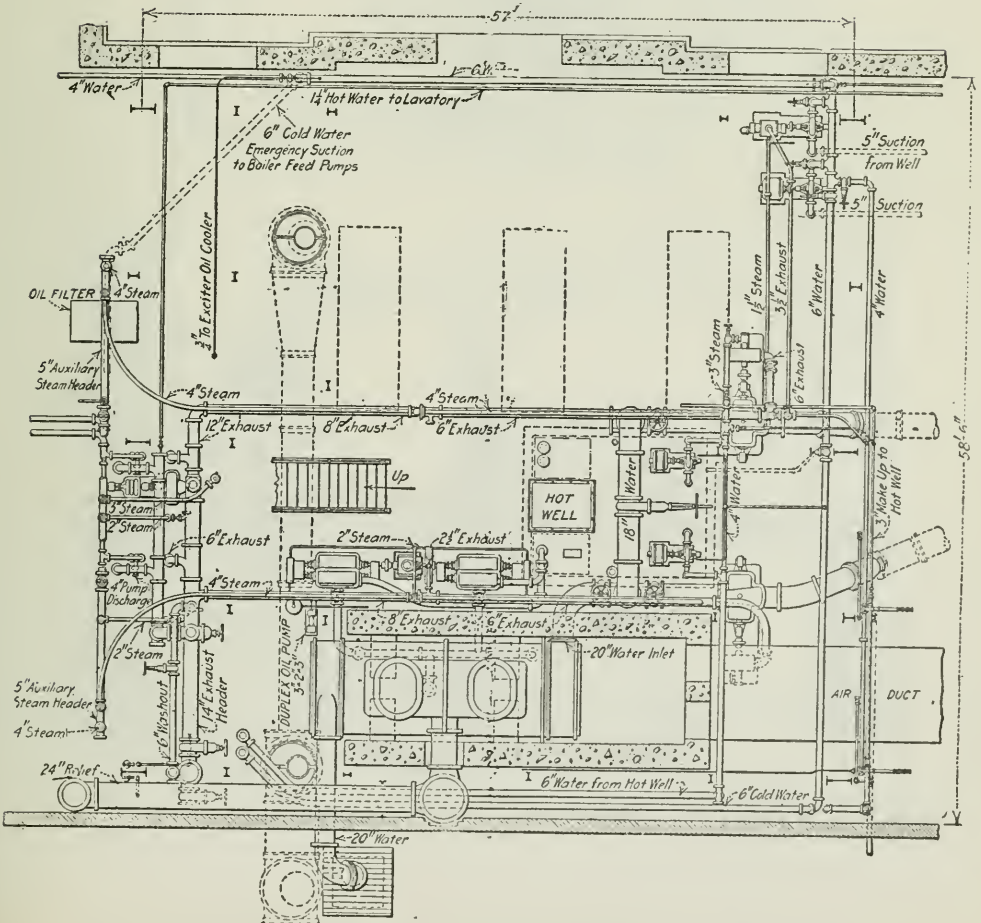 57'
6"W.
4" Water
1¼" Hot Water to Lavatory
6" Cold Water
Emergency Suction
to Boiler Feed Pumps
5" Suction
from Well
5" Suction
4" Steam
OIL FILTER
¾" To Exciter Oil Cooler
1½" Steam
3½" Exhaust
6" Water
4" Water
5" Auxiliary
Steam Header
3" Steam
6" Exhaust
4" Steam
4" Steam
12" Exhaust
8" Exhaust
6" Exhaust
58'-6"
Up
HOT
WELL
Water
18"
4" Water
3" Make Up to
Hot Well
5" Steam
2" Steam
6" Exhaust
2" Steam
2½" Exhaust
4" Pump
Discharge
4" Steam
8" Exhaust
6" Exhaust
2" Steam
20" Water Inlet
DUPLEX OIL PUMP
3"-2"-3"
5" Auxiliary
Steam Header
4" Steam
6" Washout
14" Exhaust
Header
AIR
DUCT
24" Relief
6" Water from Hot Well
6" Cold Water
20" Water